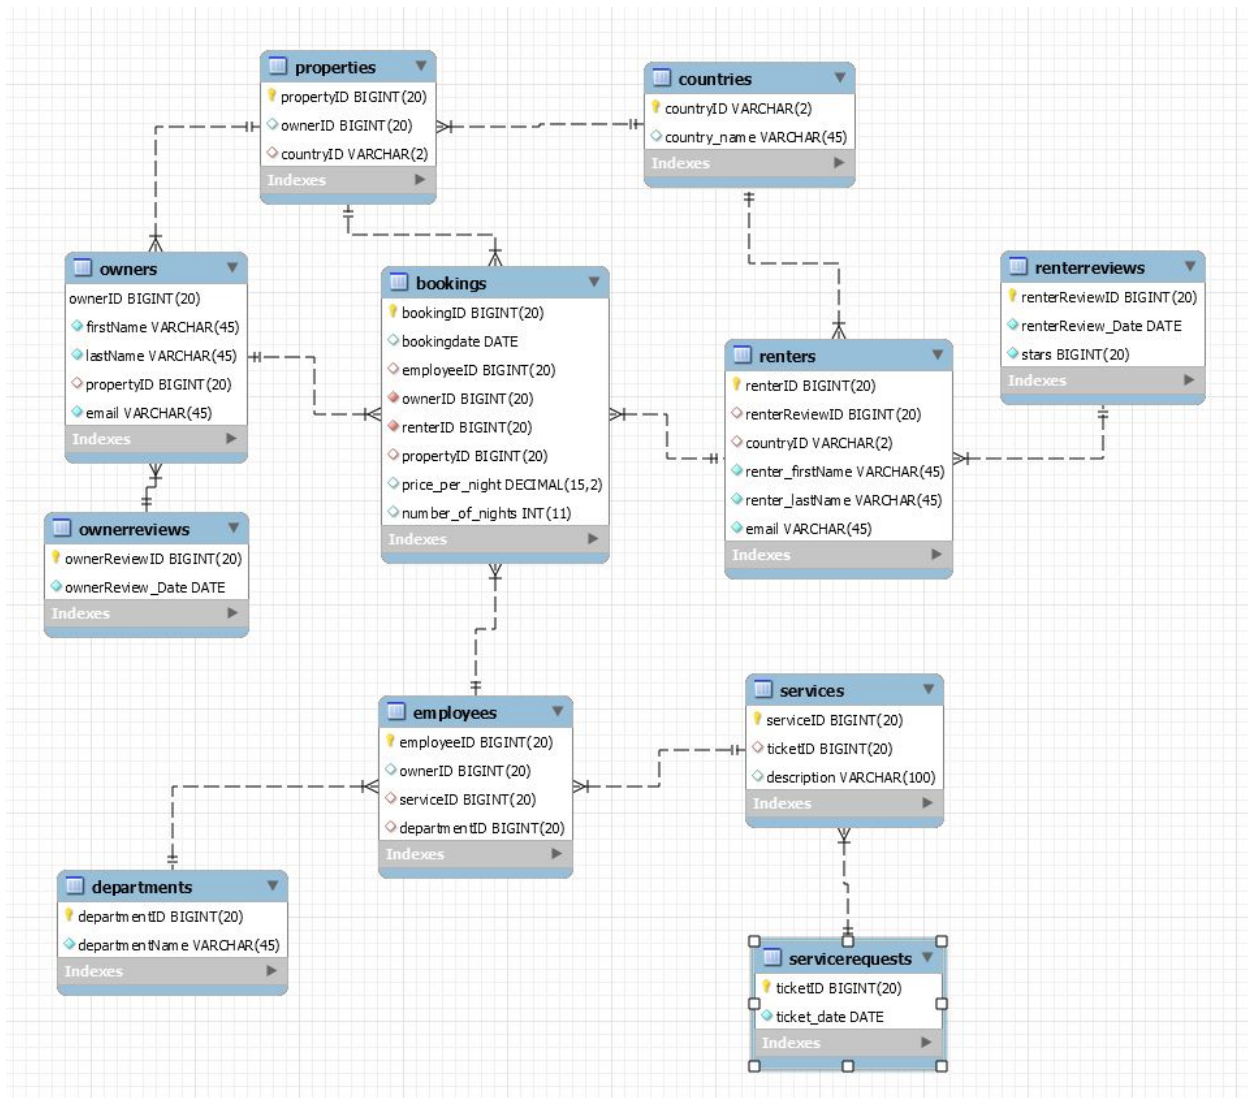 properties
propertyID BIGINT(20)
ownerID BIGINT(20)
countryID VARCHAR(2)
Indexes
countries
countryID VARCHAR(2)
country_name VARCHAR(45)
Indexes
owners
ownerID BIGINT(20)
firstName VARCHAR(45)
lastName VARCHAR(45)
propertyID BIGINT(20)
email VARCHAR(45)
Indexes
bookings
bookingID BIGINT(20)
bookingdate DATE
employeeID BIGINT(20)
ownerID BIGINT(20)
renterID BIGINT(20)
propertyID BIGINT(20)
price_per_night DECIMAL(15,2)
number_of_nights INT(11)
Indexes
renterreviews
renterReviewID BIGINT(20)
renterReview_Date DATE
stars BIGINT(20)
Indexes
renters
renterID BIGINT(20)
renterReviewID BIGINT(20)
countryID VARCHAR(2)
renter_firstName VARCHAR(45)
renter_lastName VARCHAR(45)
email VARCHAR(45)
Indexes
ownerreviews
ownerReviewID BIGINT(20)
ownerReview_Date DATE
Indexes
employees
employeeID BIGINT(20)
ownerID BIGINT(20)
serviceID BIGINT(20)
departmentID BIGINT(20)
Indexes
services
serviceID BIGINT(20)
ticketID BIGINT(20)
description VARCHAR(100)
Indexes
departments
departmentID BIGINT(20)
departmentName VARCHAR(45)
Indexes
servicerequests
ticketID BIGINT(20)
ticket_date DATE
Indexes